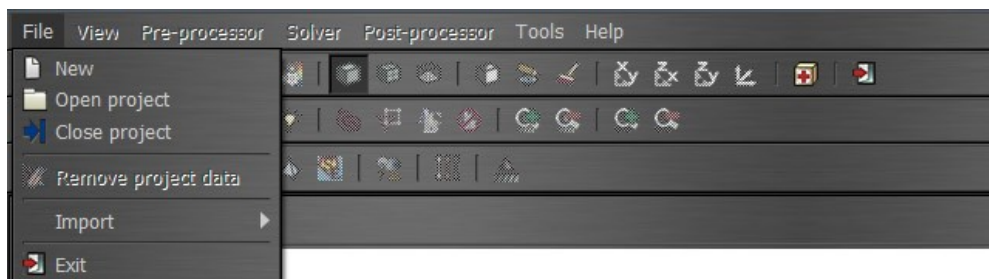 File View Pre-processor Solver Post-processor Tools Help
New
Open project
Close project
Remove project data
Import
Exit